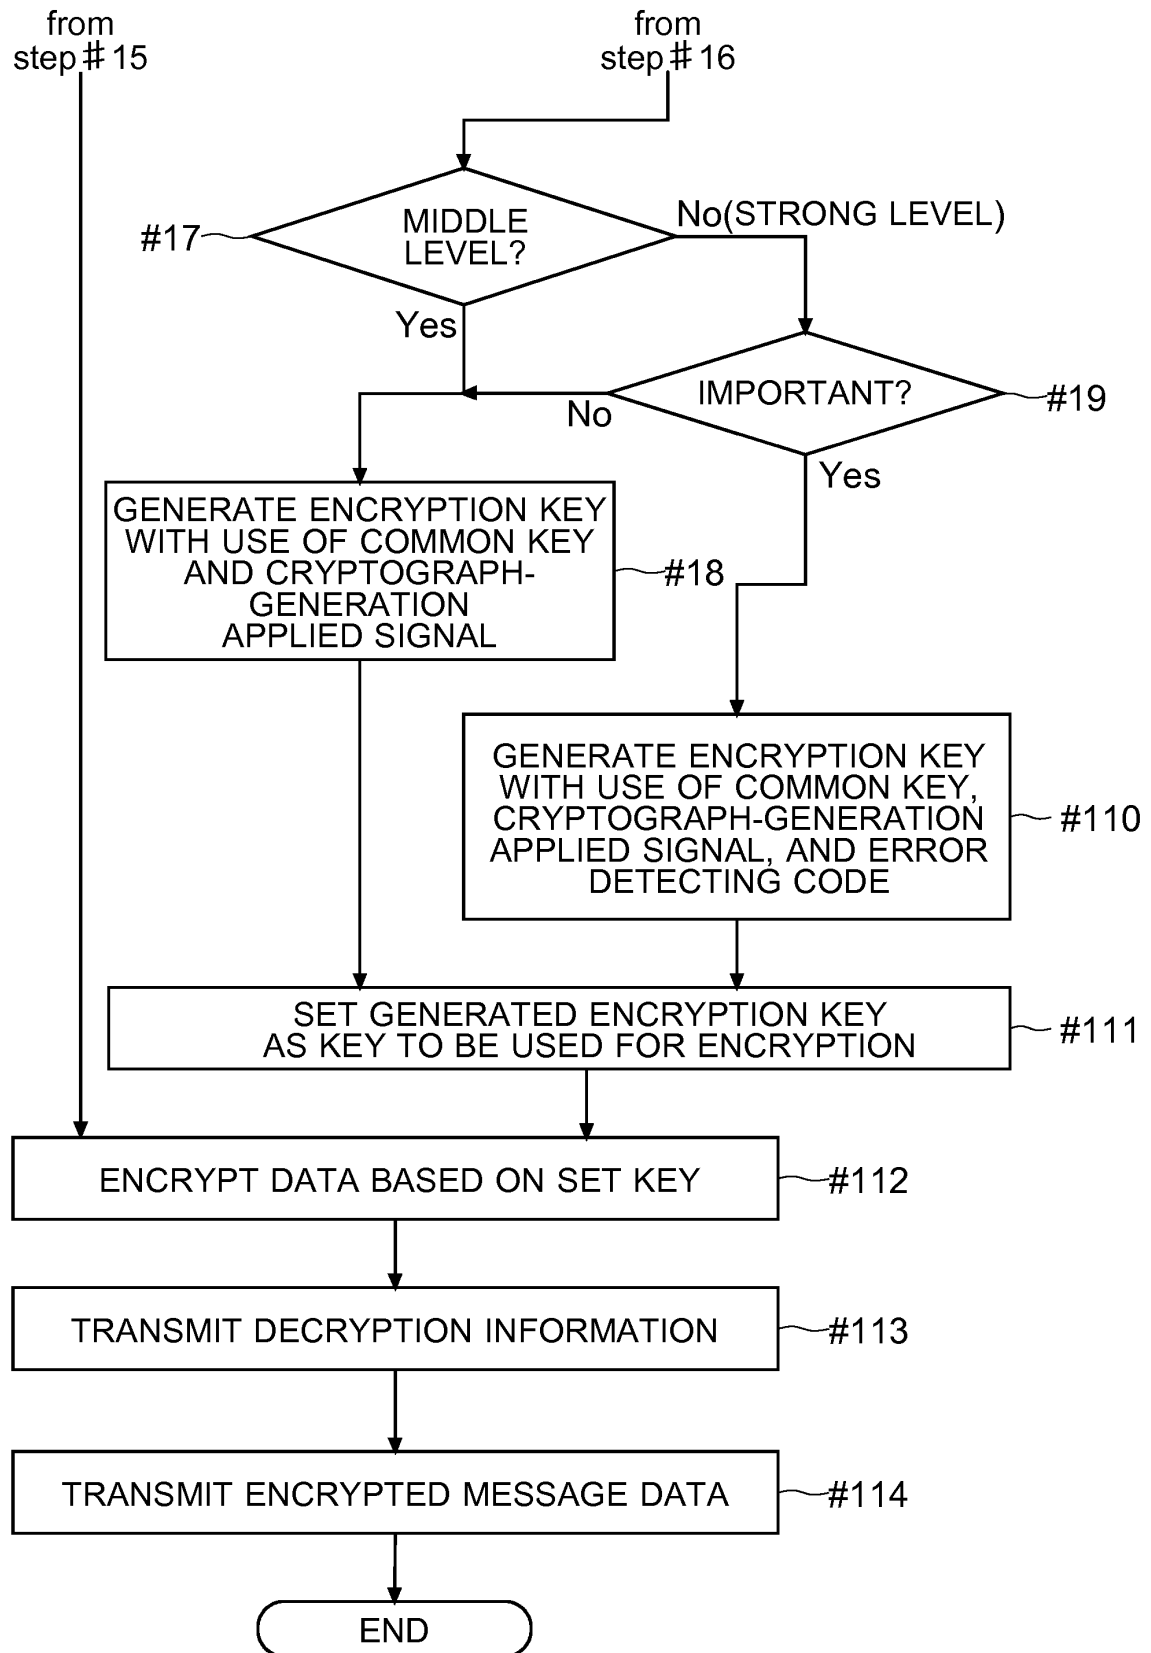 from
step♯15
from
step♯16
MIDDLE
LEVEL?
#17
No(STRONG LEVEL)
Yes
IMPORTANT?
#19
No
Yes
GENERATE ENCRYPTION KEY
WITH USE OF COMMON KEY
AND CRYPTOGRAPH-
GENERATION
APPLIED SIGNAL
#18
GENERATE ENCRYPTION KEY
WITH USE OF COMMON KEY,
CRYPTOGRAPH-GENERATION
APPLIED SIGNAL, AND ERROR
DETECTING CODE
#110
SET GENERATED ENCRYPTION KEY
AS KEY TO BE USED FOR ENCRYPTION
#111
ENCRYPT DATA BASED ON SET KEY
#112
TRANSMIT DECRYPTION INFORMATION
#113
TRANSMIT ENCRYPTED MESSAGE DATA
#114
END